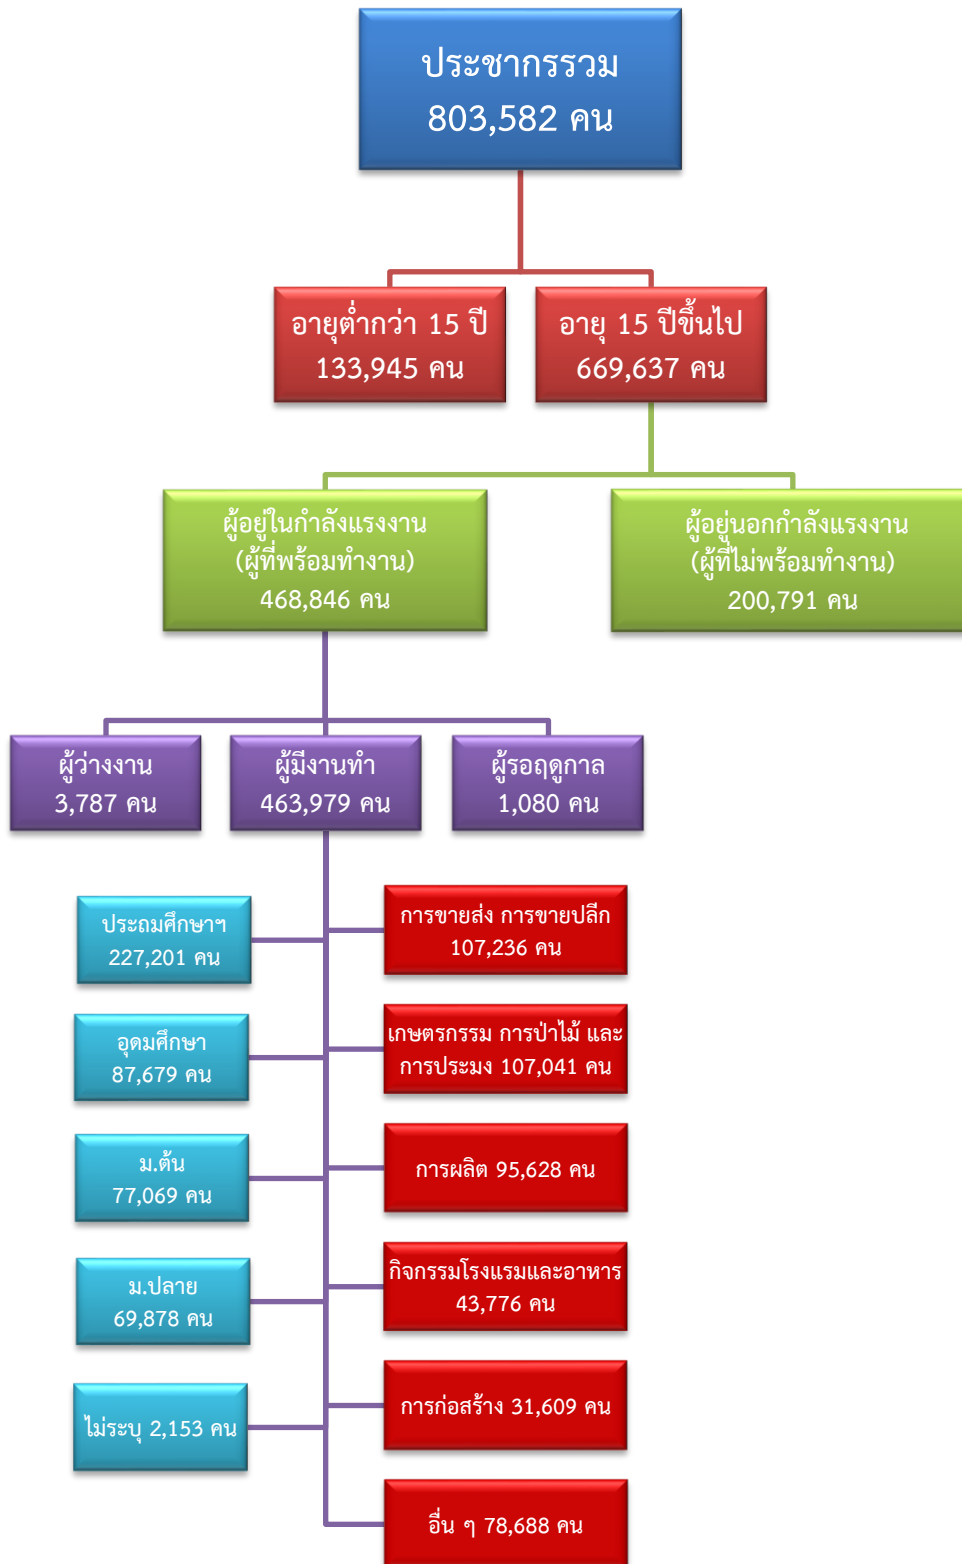 ประชากรรวม
803,582 คน
อายุต่ำกว่า 15 ปี
133,945 คน
อายุ 15 ปีขึ้นไป
669,637 คน
ผู้อยู่ในกำลังแรงงาน
(ผู้ที่พร้อมทำงาน)
468,846 คน
ผู้อยู่นอกกำลังแรงงาน
(ผู้ที่ไม่พร้อมทำงาน)
200,791 คน
ผู้ว่างงาน
3,787 คน
ผู้มีงานทำ
463,979 คน
ผู้รอฤดูกาล
1,080 คน
ประถมศึกษาฯ
227,201 คน
อุดมศึกษา
87,679 คน
ม.ต้น
77,069 คน
ม.ปลาย
69,878 คน
ไม่ระบุ 2,153 คน
การขายส่ง การขายปลีก
107,236 คน
เกษตรกรรม การป่าไม้ และ
การประมง 107,041 คน
การผลิต 95,628 คน
กิจกรรมโรงแรมและอาหาร
43,776 คน
การก่อสร้าง 31,609 คน
อื่น ๆ 78,688 คน